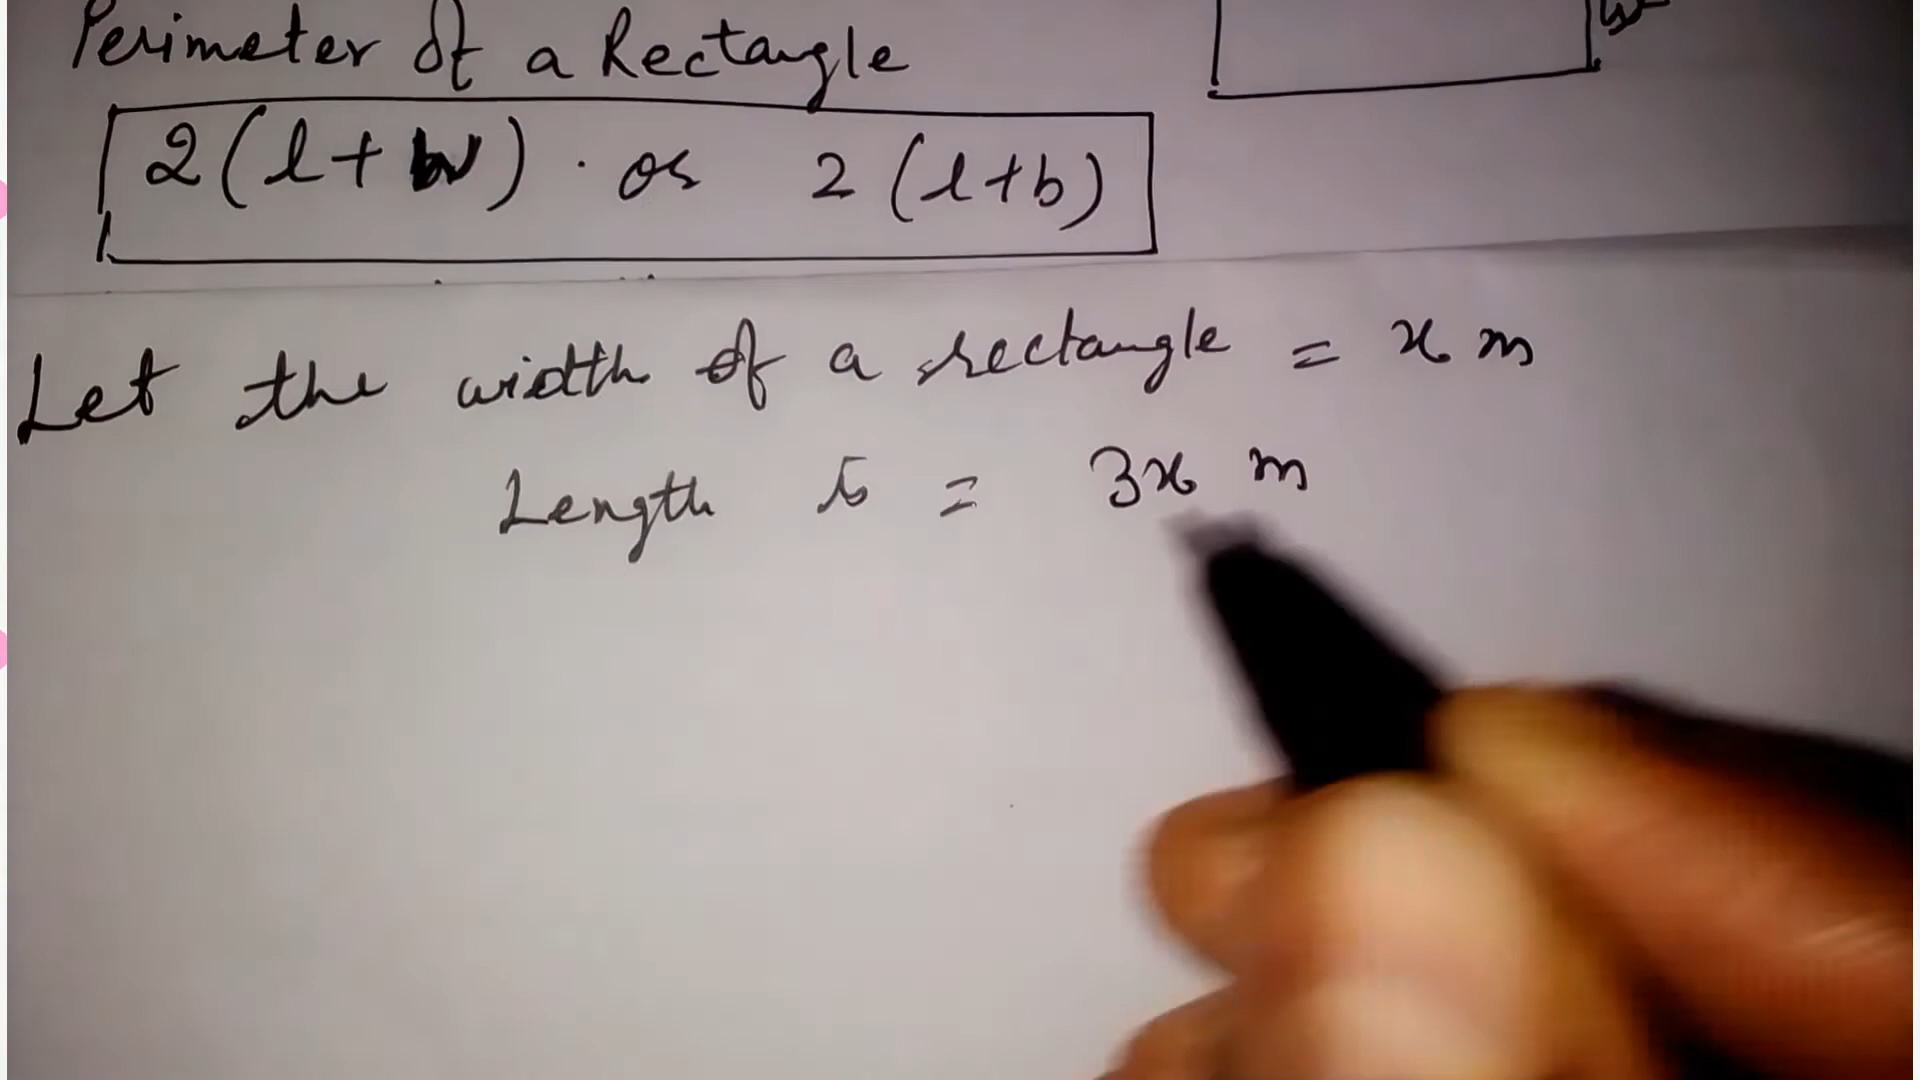 Perimeter of a Rectangle
2(l+w) . or 2(l+b)
Let the width of a rectangle = x m
Length is = 3x m